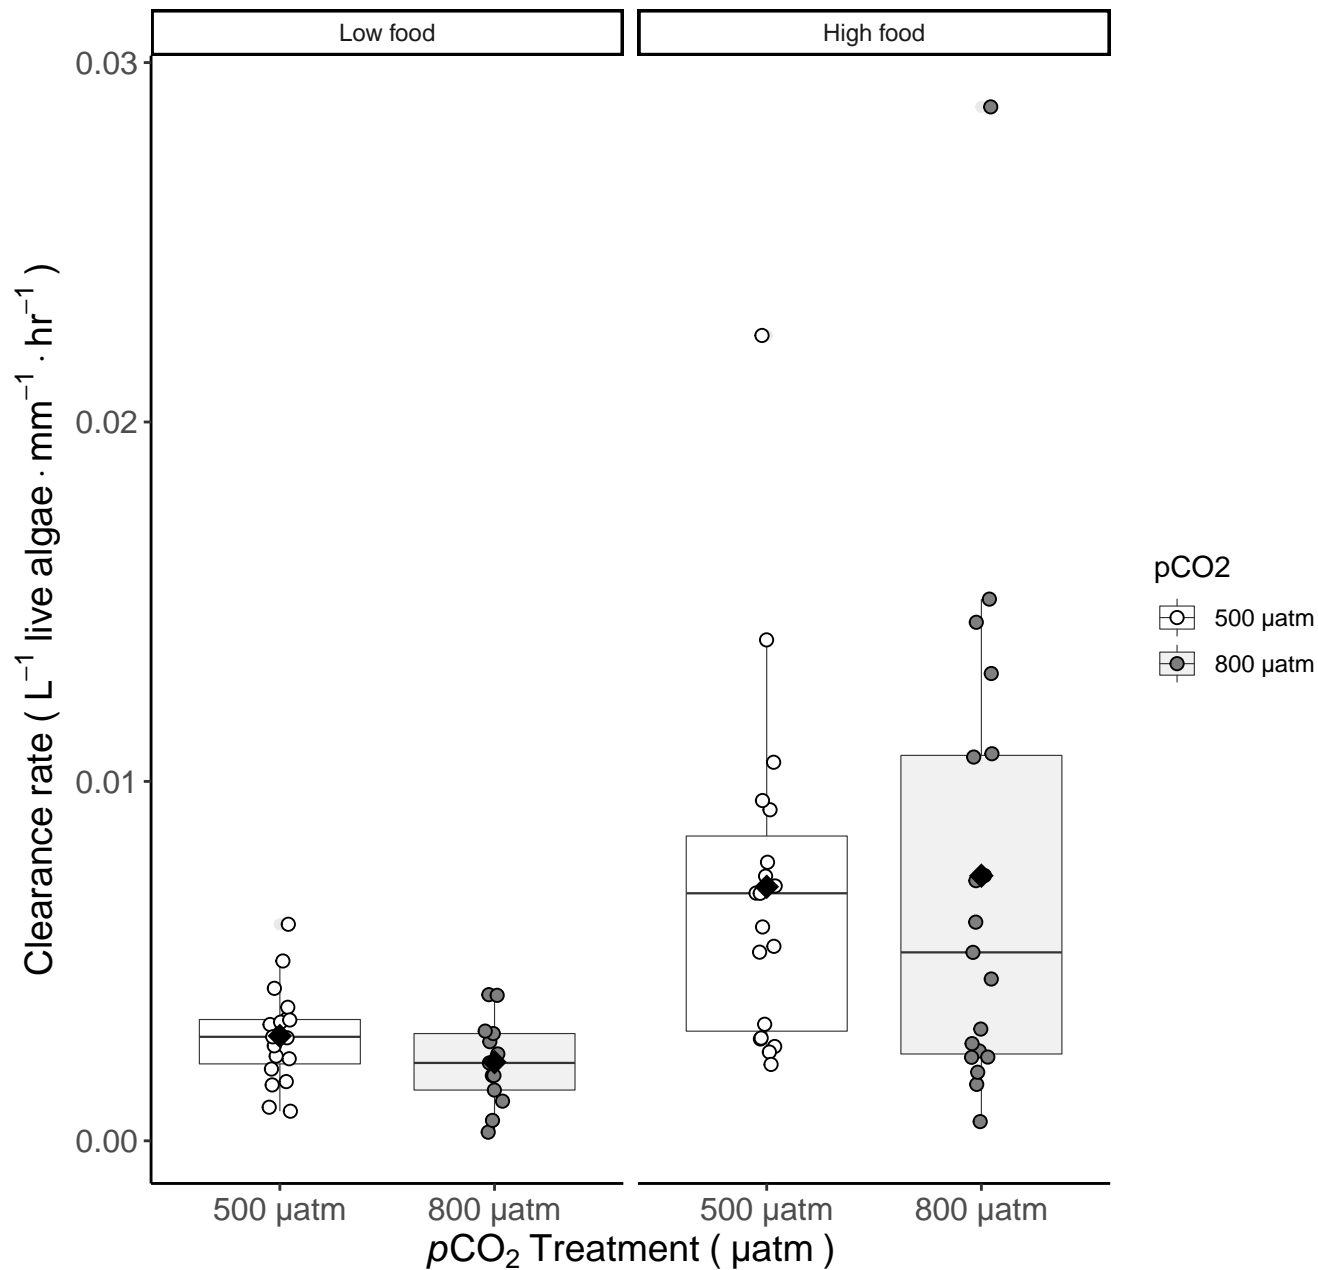 Low food
High food
0.03
0.02
0.01
0.00
Clearance rate ( L⁻¹ live algae · mm⁻¹ · hr⁻¹ )
500 µatm
800 µatm
500 µatm
800 µatm
pCO₂ Treatment ( µatm )
pCO2
500 µatm
800 µatm